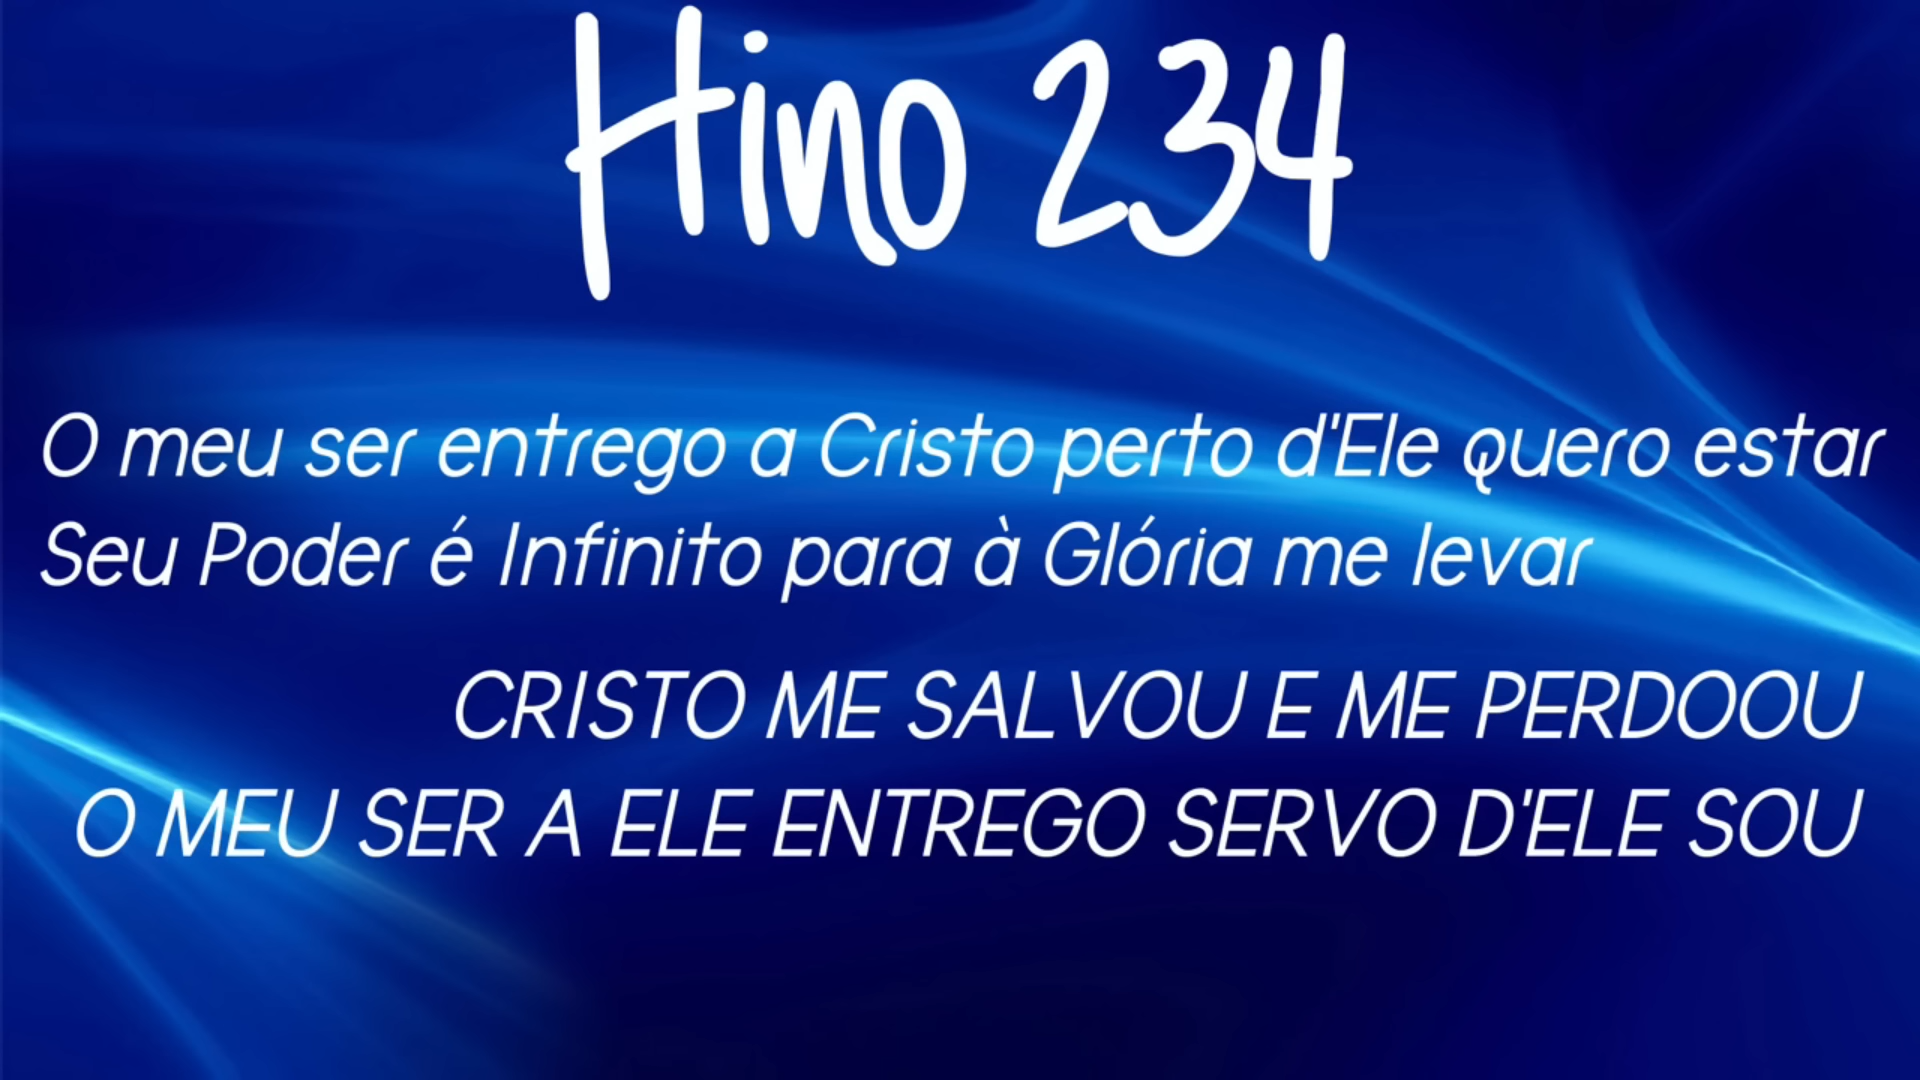 Hino 234
O meu ser entrego a Cristo perto d'Ele quero estar
Seu Poder é Infinito para à Glória me levar
CRISTO ME SALVOU E ME PERDOOU
O MEU SER A ELE ENTREGO SERVO D'ELE SOU